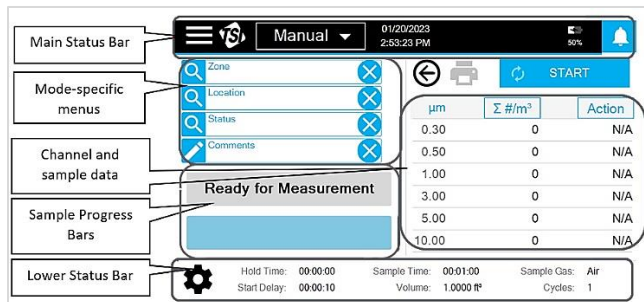 Main Status Bar
TSI
Manual
01/20/2023
2:53:23 PM
50%
Mode-specific
menus
Zone
Location
Status
Comments
START
µm Σ #/m³ Action
0.30 0 N/A
0.50 0 N/A
1.00 0 N/A
3.00 0 N/A
5.00 0 N/A
10.00 0 N/A
Channel and
sample data
Sample Progress
Bars
Ready for Measurement
Lower Status Bar
Hold Time: 00:00:00 Sample Time: 00:01:00 Sample Gas: Air
Start Delay: 00:00:10 Volume: 1.0000 ft³ Cycles: 1